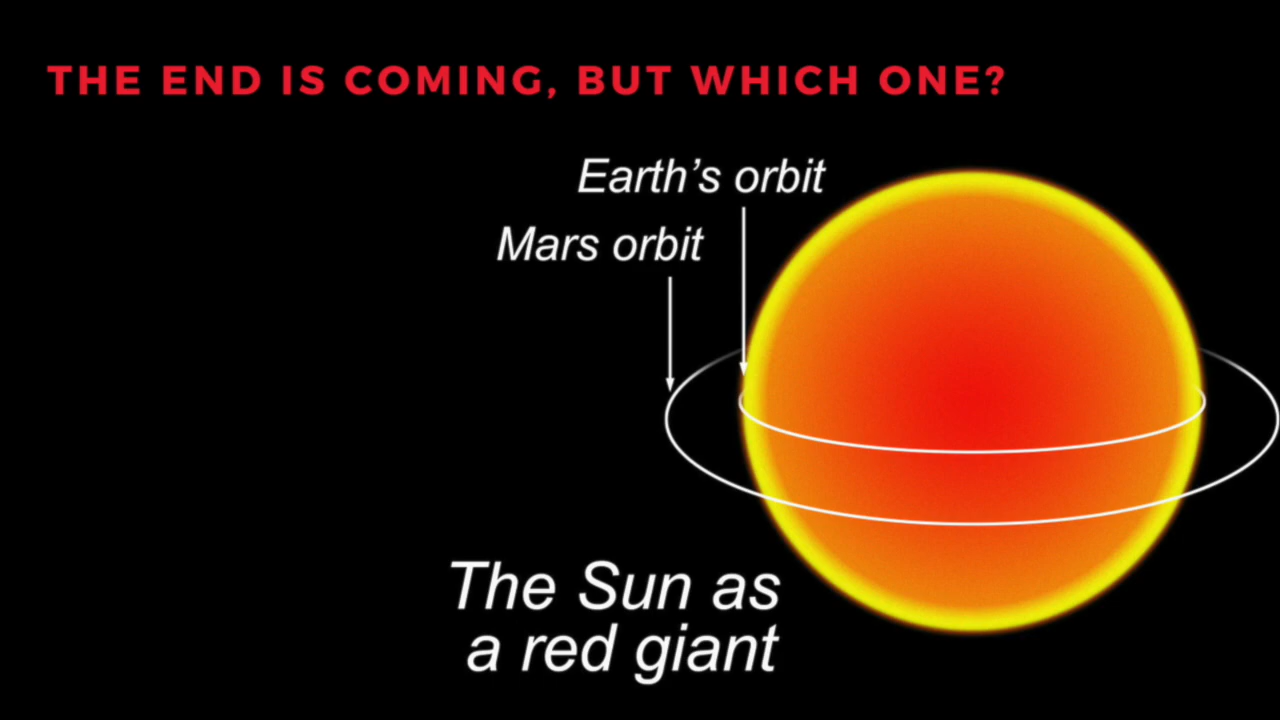 THE END IS COMING, BUT WHICH ONE?
Earth’s orbit
Mars orbit
The Sun as
a red giant